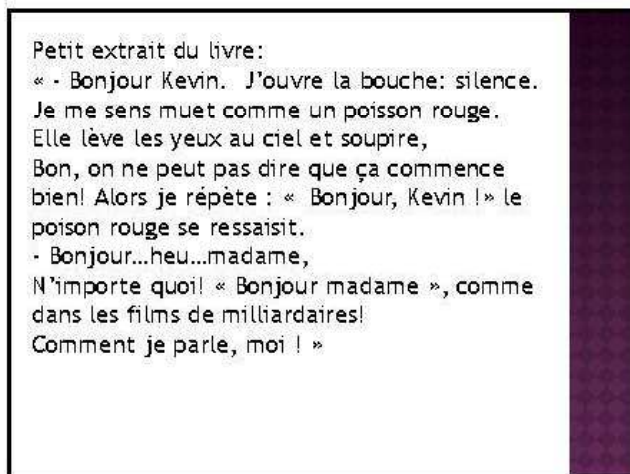 Petit extrait du livre:
« - Bonjour Kevin.  J'ouvre la bouche: silence.
Je me sens muet comme un poisson rouge.
Elle lève les yeux au ciel et soupire,
Bon, on ne peut pas dire que ça commence
bien! Alors je répète : «  Bonjour, Kevin !» le
poison rouge se ressaisit.
- Bonjour...heu...madame,
N'importe quoi! « Bonjour madame », comme
dans les films de milliardaires!
Comment je parle, moi ! »